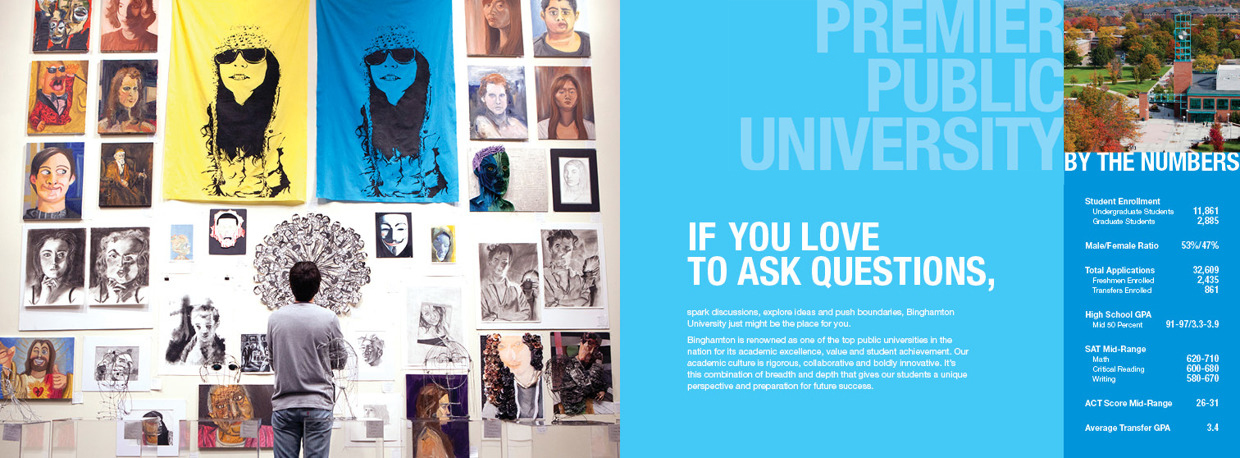 PREMIER
PUBLIC
UNIVERSITY
BY THE NUMBERS
IF YOU LOVE
TO ASK QUESTIONS,
spark discussions, explore ideas and push boundaries, Binghamton
University just might be the place for you.
Binghamton is renowned as one of the top public universities in the
nation for its academic excellence, value and student achievement. Our
academic culture is rigorous, collaborative and boldly innovative. It's
this combination of breadth and depth that gives our students a unique
perspective and preparation for future success.
Student Enrollment
Undergraduate Students 11,861
Graduate Students 2,885
Male/Female Ratio 53%/47%
Total Applications 32,609
Freshmen Enrolled 2,435
Transfers Enrolled 861
High School GPA
Mid 50 Percent 91-97/3.3-3.9
SAT Mid-Range
Math 620-710
Critical Reading 600-680
Writing 580-670
ACT Score Mid-Range 26-31
Average Transfer GPA 3.4